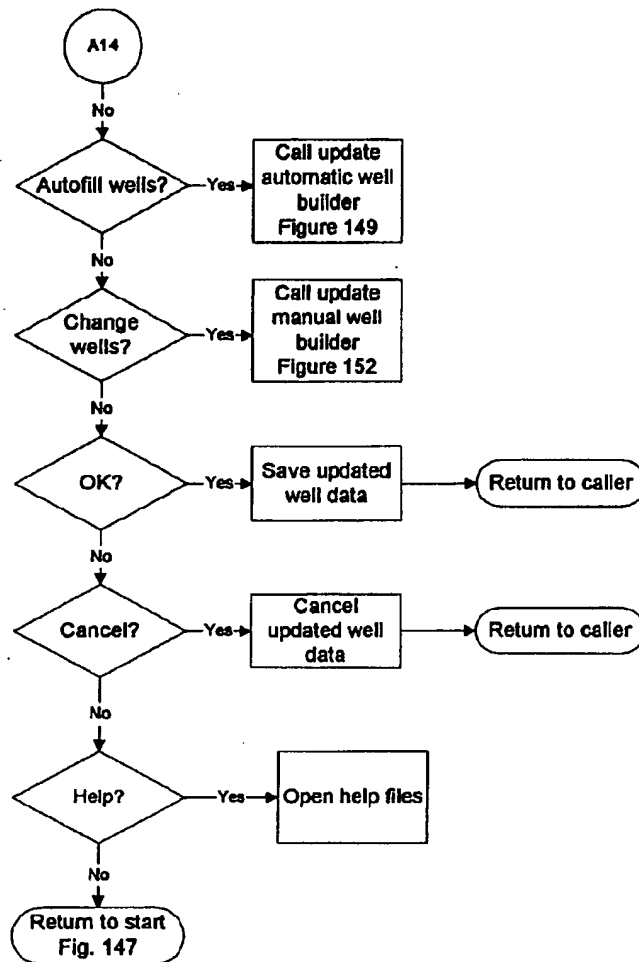 A14
No
Autofill wells?
Yes
Call update
automatic well
builder
Figure 149
No
Change
wells?
Yes
Call update
manual well
builder
Figure 152
No
OK?
Yes
Save updated
well data
Return to caller
No
Cancel?
Yes
Cancel
updated well
data
Return to caller
No
Help?
Yes
Open help files
No
Return to start
Fig. 147